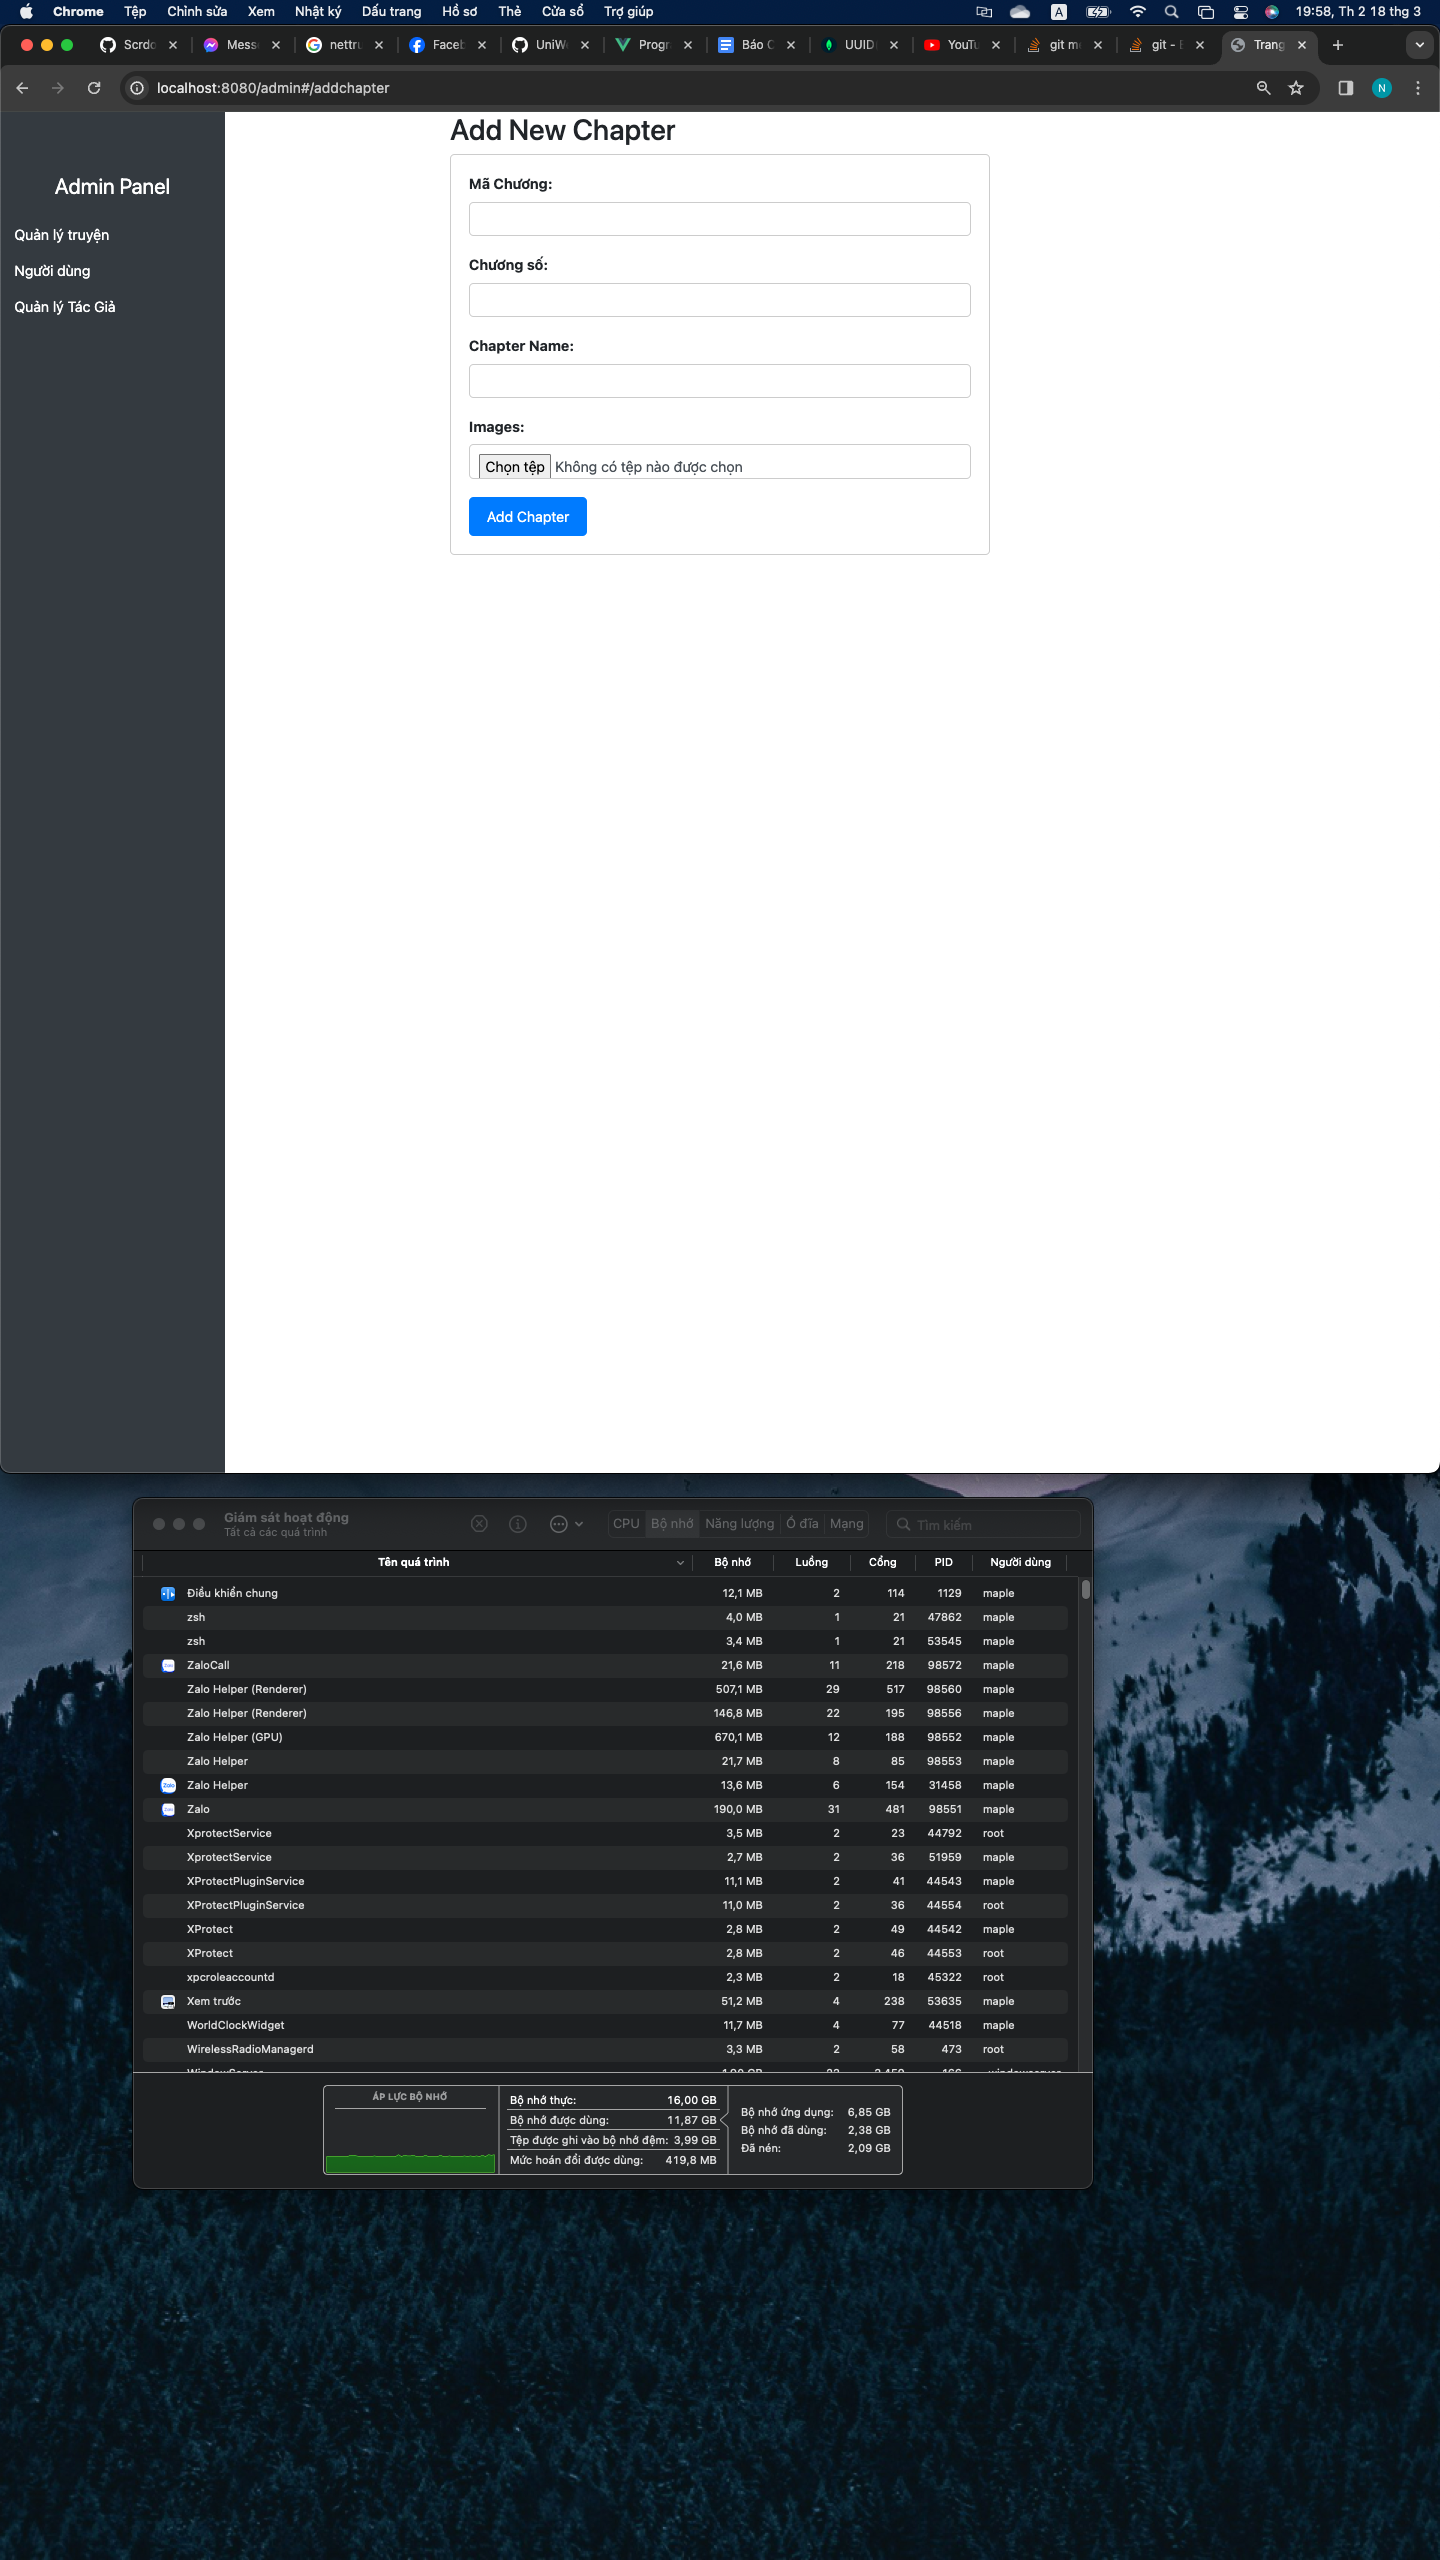 Chrome Tệp Chỉnh sửa Xem Nhật ký Dấu trang Hồ sơ Thẻ Cửa sổ Trợ giúp A 19:58, Th 2 18 thg 3
Scrdo Mess nettru Faceb UniW Progr Báo C UUID YouTu git me git - Trang
localhost:8080/admin#/addchapter N
Add New Chapter
Admin Panel
Quản lý truyện
Người dùng
Quản lý Tác Giả
Mã Chương:
Chương số:
Chapter Name:
Images:
Chọn tệp Không có tệp nào được chọn
Add Chapter
Giám sát hoạt động
Tất cả các quá trình
CPU Bộ nhớ Năng lượng Ổ đĩa Mạng Tìm kiếm
Tên quá trình Bộ nhớ Luồng Cổng PID Người dùng
Điều khiển chung 12,1 MB 2 114 1129 maple
zsh 4,0 MB 1 21 47862 maple
zsh 3,4 MB 1 21 53545 maple
ZaloCall 21,6 MB 11 218 98572 maple
Zalo Helper (Renderer) 507,1 MB 29 517 98560 maple
Zalo Helper (Renderer) 146,8 MB 22 195 98556 maple
Zalo Helper (GPU) 670,1 MB 12 188 98552 maple
Zalo Helper 21,7 MB 8 85 98553 maple
Zalo Helper 13,6 MB 6 154 31458 maple
Zalo 190,0 MB 31 481 98551 maple
XprotectService 3,5 MB 2 23 44792 root
XprotectService 2,7 MB 2 36 51959 maple
XProtectPluginService 11,1 MB 2 41 44543 maple
XProtectPluginService 11,0 MB 2 36 44554 root
XProtect 2,8 MB 2 49 44542 maple
XProtect 2,8 MB 2 46 44553 root
xpcroleaccountd 2,3 MB 2 18 45322 root
Xem trước 51,2 MB 4 238 53635 maple
WorldClockWidget 11,7 MB 4 77 44518 maple
WirelessRadioManagerd 3,3 MB 2 58 473 root
ÁP LỰC BỘ NHỚ
Bộ nhớ thực: 16,00 GB
Bộ nhớ được dùng: 11,87 GB
Tệp được ghi vào bộ nhớ đệm: 3,99 GB
Mức hoán đổi được dùng: 419,8 MB
Bộ nhớ ứng dụng: 6,85 GB
Bộ nhớ đã dùng: 2,38 GB
Đã nén: 2,09 GB